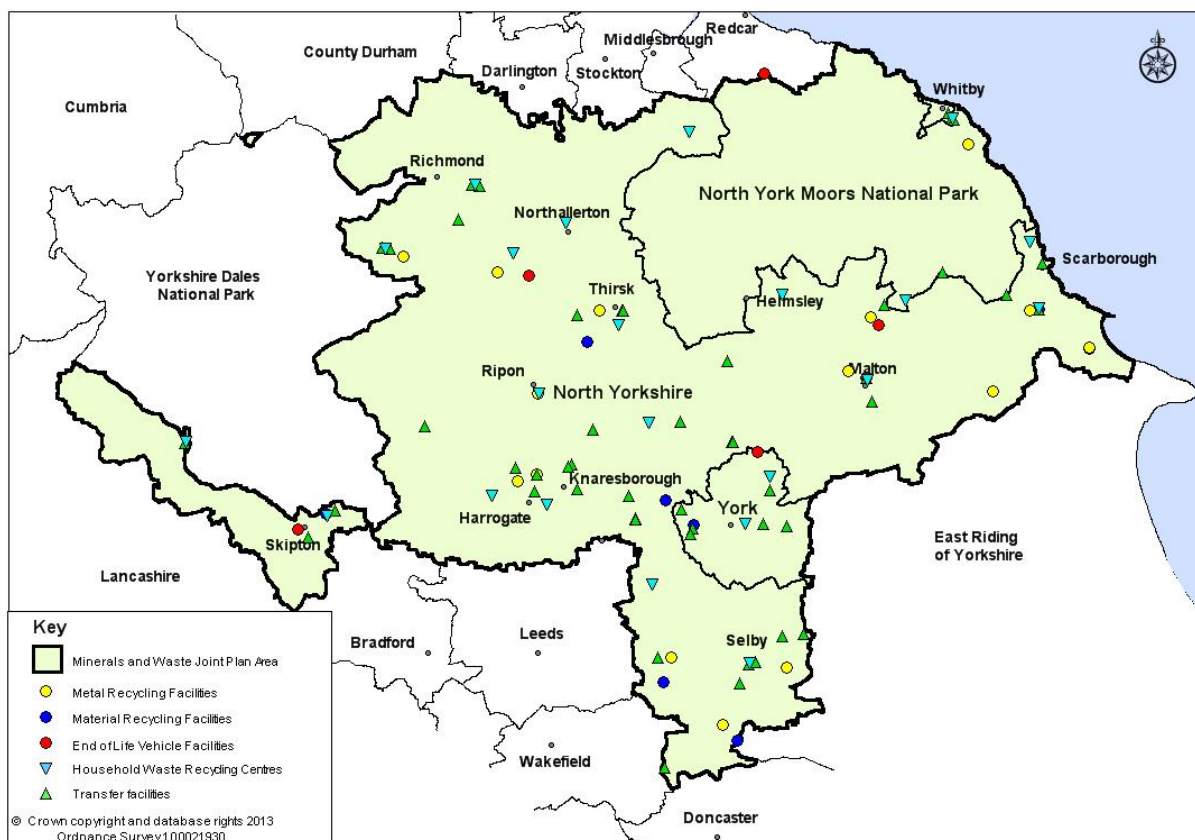 Redcar
Middlesbrough
County Durham
Stockton
Darlington
Cumbria
Whitby
Richmond
North York Moors National Park
Northallerton
Scarborough
Yorkshire Dales
National Park
Thirsk
Helmsley
Ripon
Malton
North Yorkshire
Knaresborough
Harrogate
York
Skipton
East Riding
of Yorkshire
Lancashire
Bradford
Leeds
Selby
Wakefield
Doncaster
Key
Minerals and Waste Joint Plan Area
Metal Recycling Facilities
Material Recycling Facilities
End of Life Vehicle Facilities
Household Waste Recycling Centres
Transfer facilities
© Crown copyright and database rights 2013
Ordnance Survey 100021930